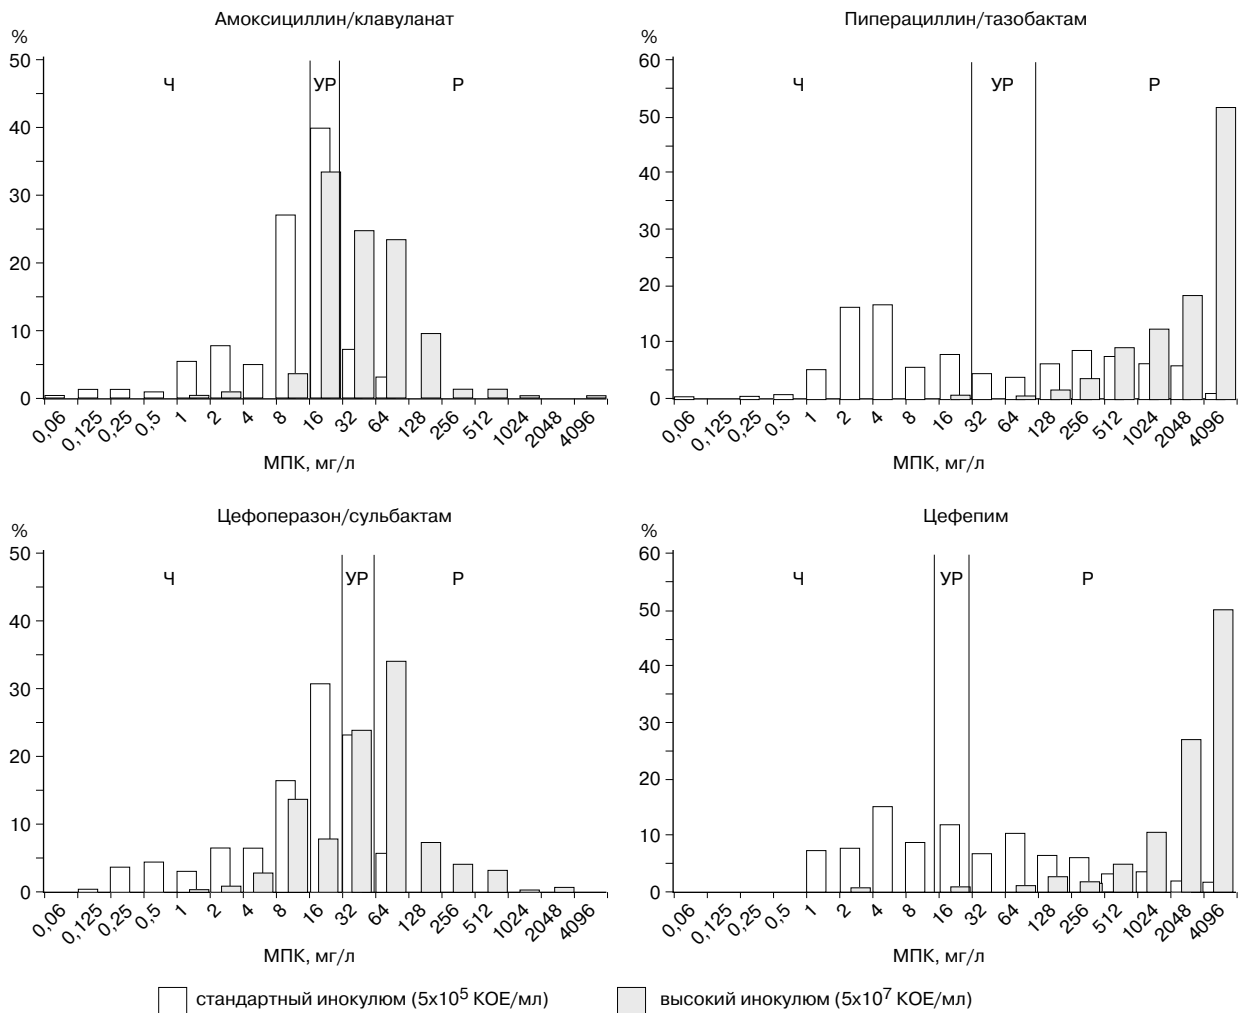 Амоксициллин/клавуланат
%
50
40
30
20
10
0
Ч
УР
Р
0,06 0,125 0,25 0,5 1 2 4 8 16 32 64 128 256 512 1024 2048 4096
МПК, мг/л
Пиперациллин/тазобактам
%
60
50
40
30
20
10
0
Ч
УР
Р
0,06 0,125 0,25 0,5 1 2 4 8 16 32 64 128 256 512 1024 2048 4096
МПК, мг/л
Цефоперазон/сульбактам
%
50
40
30
20
10
0
Ч
УР
Р
0,06 0,125 0,25 0,5 1 2 4 8 16 32 64 128 256 512 1024 2048 4096
МПК, мг/л
Цефепим
%
60
50
40
30
20
10
0
Ч
УР
Р
0,06 0,125 0,25 0,5 1 2 4 8 16 32 64 128 256 512 1024 2048 4096
МПК, мг/л
стандартный инокулюм (5x10⁵ КОЕ/мл)
высокий инокулюм (5x10⁷ КОЕ/мл)